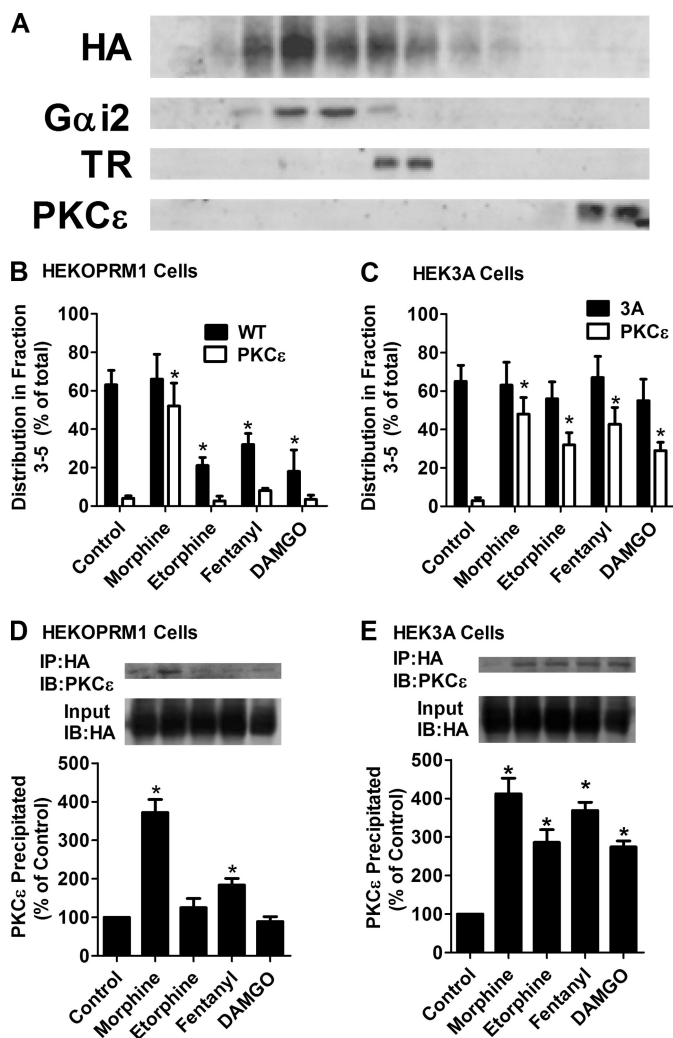 A
HA
Gαi2
TR
PKCε
B HEKOPRM1 Cells
Distribution in Fraction
3-5 (% of total)
100
80
60
40
20
0
WT
PKCε
*
*
*
*
Control
Morphine
Etorphine
Fentanyl
DAMGO
C HEK3A Cells
Distribution in Fraction
3-5 (% of total)
100
80
60
40
20
0
3A
PKCε
*
*
*
*
Control
Morphine
Etorphine
Fentanyl
DAMGO
D HEKOPRM1 Cells
IP:HA
IB:PKCε
Input
IB:HA
PKCε Precipitated
(% of Control)
500
400
300
200
100
0
*
*
Control
Morphine
Etorphine
Fentanyl
DAMGO
E HEK3A Cells
IP:HA
IB:PKCε
Input
IB:HA
PKCε Precipitated
(% of Control)
500
400
300
200
100
0
*
*
*
*
Control
Morphine
Etorphine
Fentanyl
DAMGO